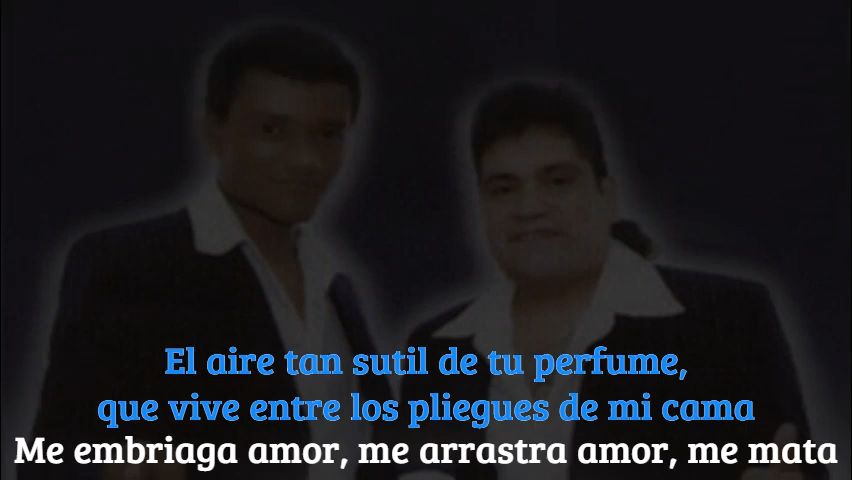 El aire tan sutil de tu perfume,
que vive entre los pliegues de mi cama
Me embriaga amor, me arrastra amor, me mata